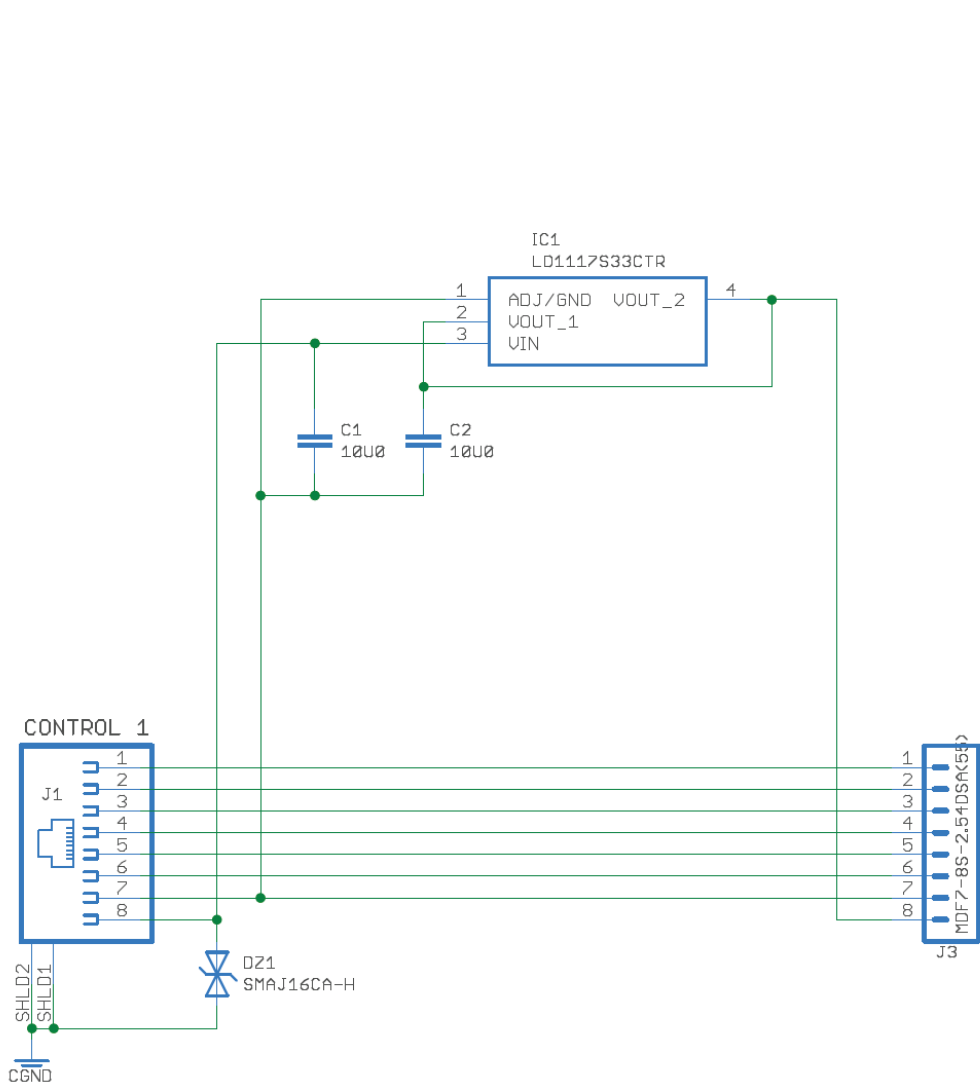 IC1
LD1117S33CTR
1 ADJ/GND VOUT_2 4
2 VOUT_1
3 VIN
C1
10U0
C2
10U0
CONTROL 1
J1
1
2
3
4
5
6
7
8
1
2
3
4
5
6
7
8
MDF7-8S-2.54DSA(55)
J3
SHLD2
SHLD1
DZ1
SMAJ16CA-H
CGND